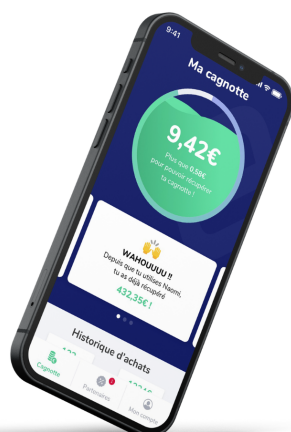 9:41
Ma cagnotte
9,42€
Plus que 0,58€
pour pouvoir récupérer
ta cagnotte !
WAHOUUUU !!
Depuis que tu utilises Naomi,
tu as déjà récupéré
432,35€ !
Historique d'achats
Cagnotte
Partenaires
Mon compte